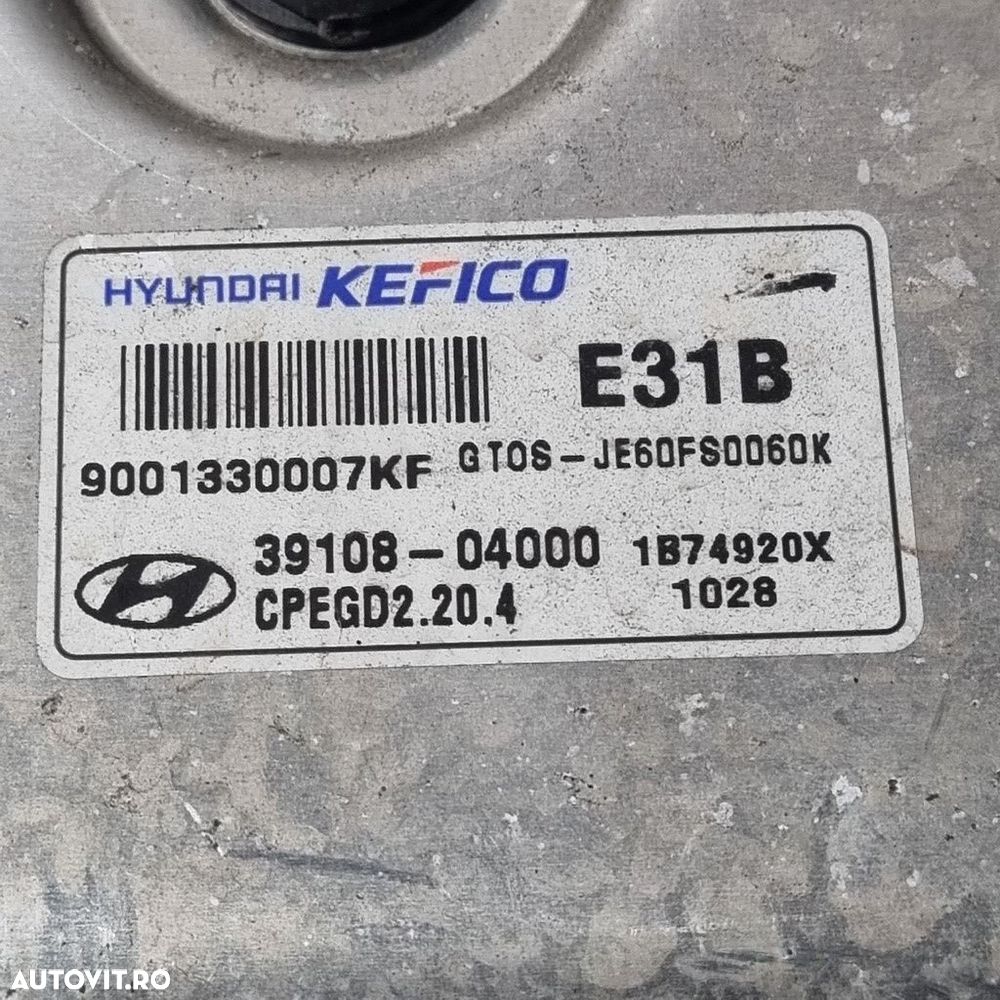 HYUNDAI KEFICO
E31B
9001330007KF GTOS-JE60FS0060K
39108-04000 1B74920X
CPEGD2.20.4 1028
AUTOVIT.RO